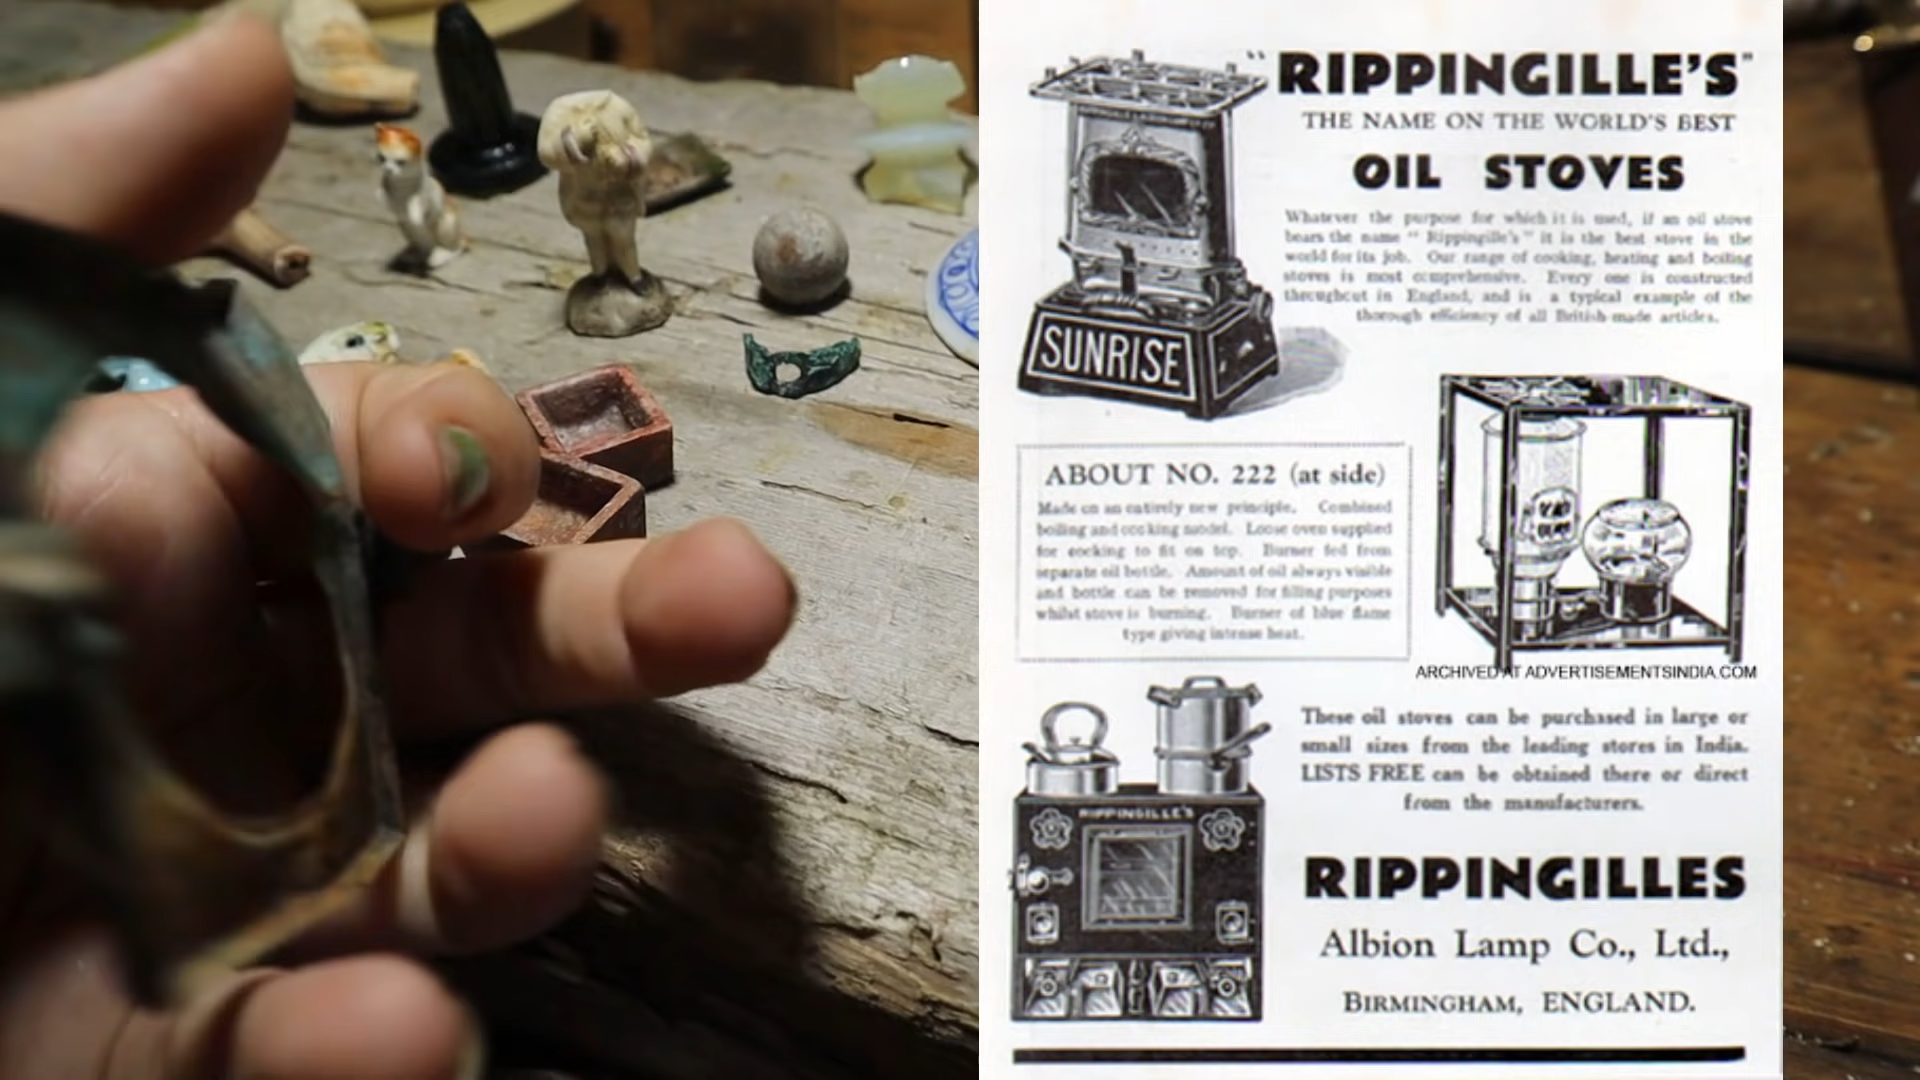 "RIPPINGILLE'S"
THE NAME ON THE WORLD'S BEST
OIL STOVES
Whatever the purpose for which it is used, if an oil stove
bears the name "Rippingille's" it is the best stove in the
world for its job. Our range of cooking, heating and boiling
stoves is most comprehensive. Every one is constructed
throughout in England, and is a typical example of the
thorough efficiency of all British-made articles.
SUNRISE
ABOUT NO. 222 (at side)
Made on an entirely new principle. Combined
boiling and cooking model. Loose oven supplied
for cooking to fit on top. Burner fed from
separate oil bottle. Amount of oil always visible
and bottle can be removed for filling purposes
whilst stove is burning. Burner of blue flame
type giving intense heat.
ARCHIVED AT ADVERTISEMENTSINDIA.COM
These oil stoves can be purchased in large or
small sizes from the leading stores in India.
LISTS FREE can be obtained there or direct
from the manufacturers.
RIPPINGILLE'S
RIPPINGILLES
Albion Lamp Co., Ltd.,
BIRMINGHAM, ENGLAND.